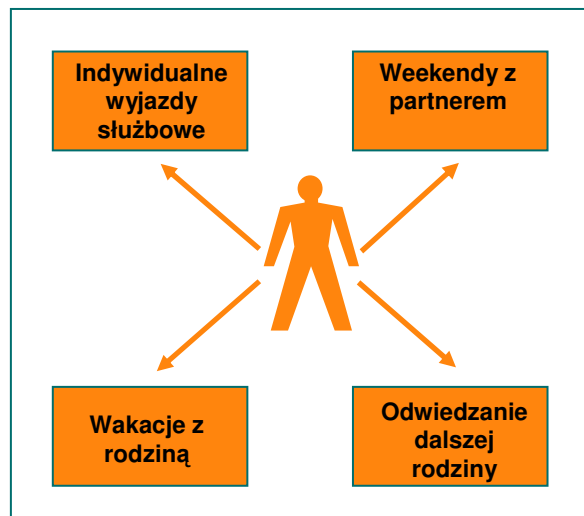 Indywidualne
wyjazdy
służbowe
Weekendy z
partnerem
Wakacje z
rodziną
Odwiedzanie
dalszej
rodziny